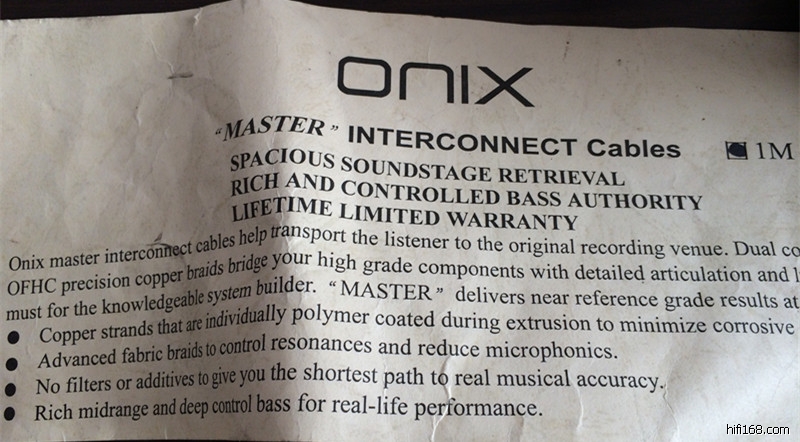 ONIX
"MASTER" INTERCONNECT Cables 1M
SPACIOUS SOUNDSTAGE RETRIEVAL
RICH AND CONTROLLED BASS AUTHORITY
LIFETIME LIMITED WARRANTY
Onix master interconnect cables help transport the listener to the original recording venue. Dual co
OFHC precision copper braids bridge your high grade components with detailed articulation and l
must for the knowledgeable system builder. "MASTER" delivers near reference grade results at
● Copper strands that are individually polymer coated during extrusion to minimize corrosive
● Advanced fabric braids to control resonances and reduce microphonics.
● No filters or additives to give you the shortest path to real musical accuracy.
● Rich midrange and deep control bass for real-life performance.
hifi168.com